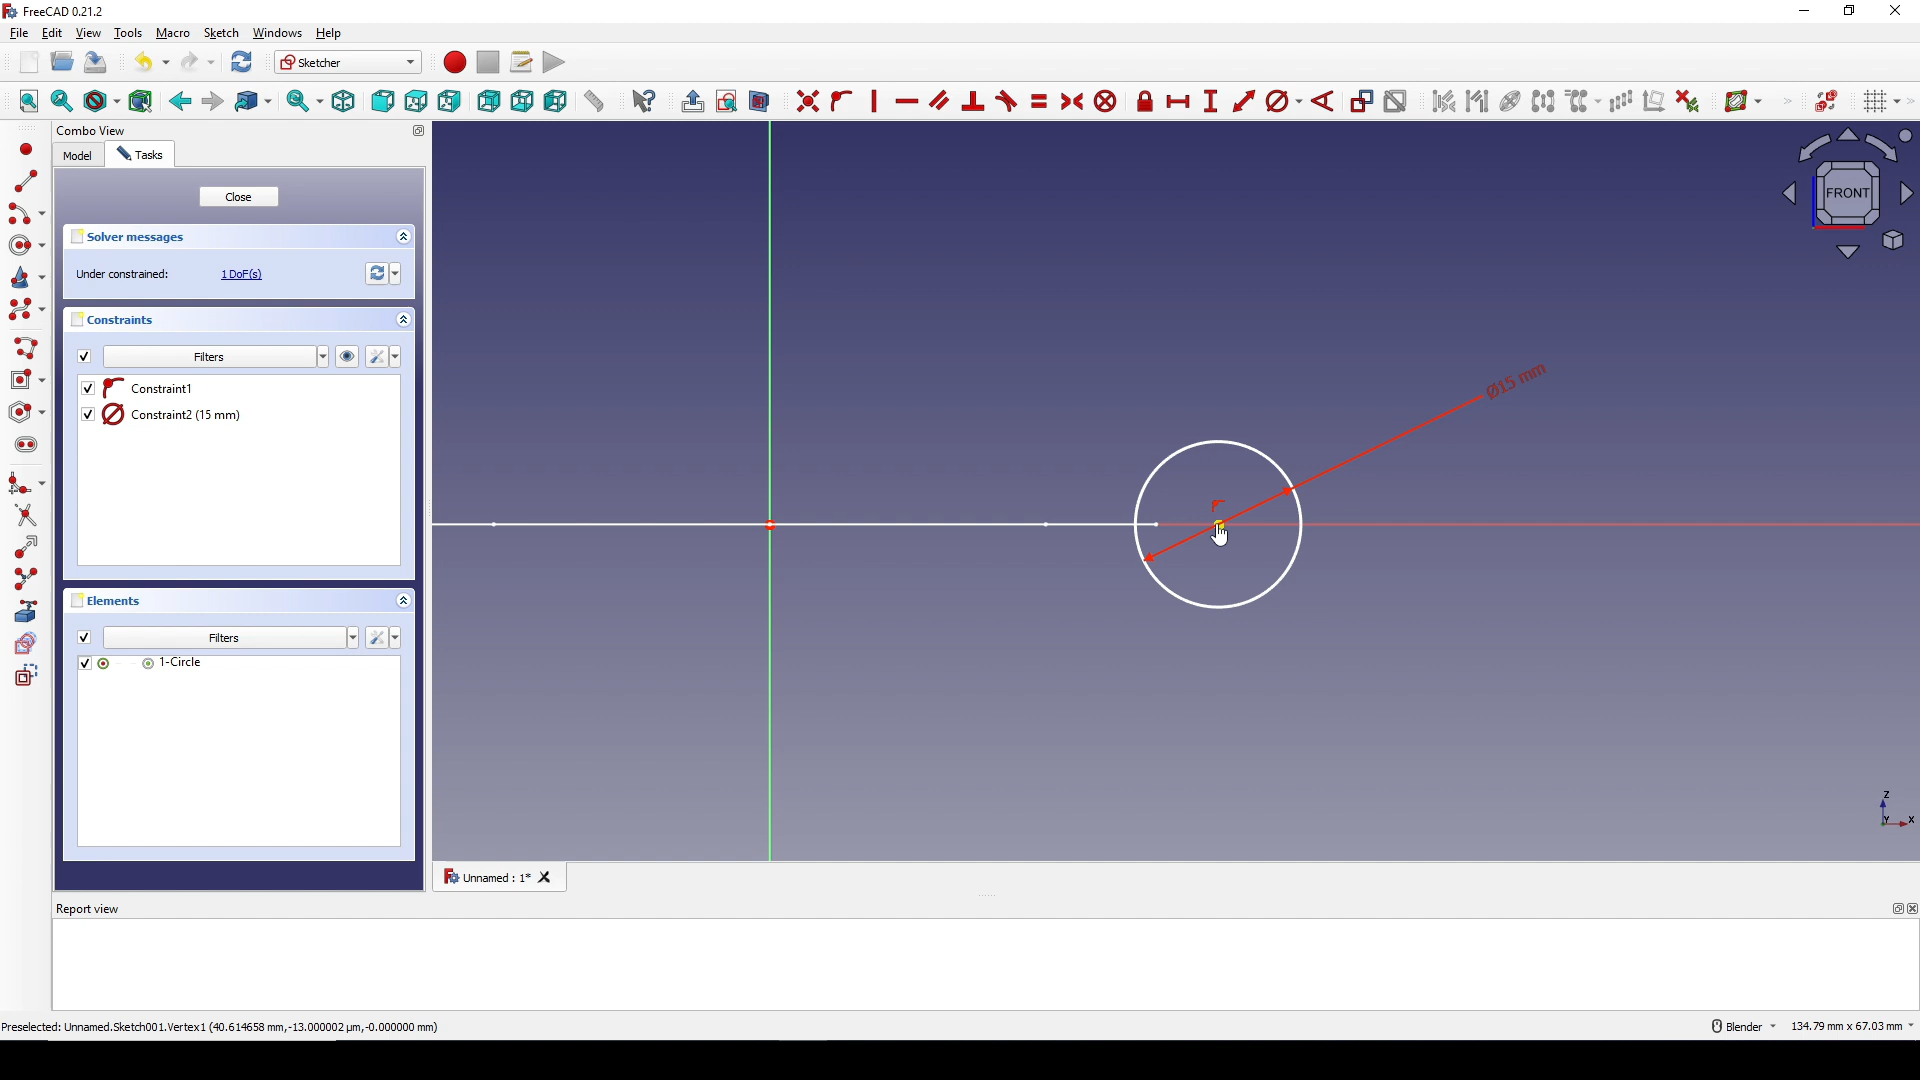 FreeCAD 0.21.2
File Edit View Tools Macro Sketch Windows Help
Sketcher
Combo View
Model Tasks
Close
Solver messages
Under constrained: 1 DoF(s)
Constraints
Filters
Constraint1
Constraint2 (15 mm)
Elements
Filters
1-Circle
Ø15 mm
FRONT
Z
Y X
Unnamed : 1*
Report view
Preselected: Unnamed.Sketch001.Vertex1 (40.614658 mm,-13.000002 µm,-0.000000 mm)
Blender 134.79 mm x 67.03 mm